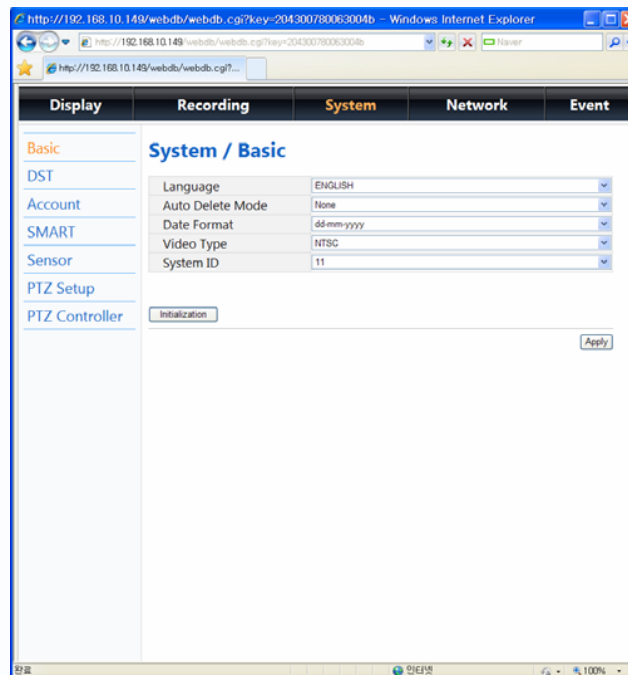 http://192.168.10.149/webdb/webdb.cgi?key=204300780063004b - Windows Internet Explorer
http://192.168.10.149/webdb/webdb.cgi?key=204300780063004b
Naver
http://192.168.10.149/webdb/webdb.cgi?...
Display Recording System Network Event
Basic
DST
Account
SMART
Sensor
PTZ Setup
PTZ Controller
System / Basic
Language ENGLISH
Auto Delete Mode None
Date Format dd-mm-yyyy
Video Type NTSC
System ID 11
Initialization
Apply
완료 인터넷 100%